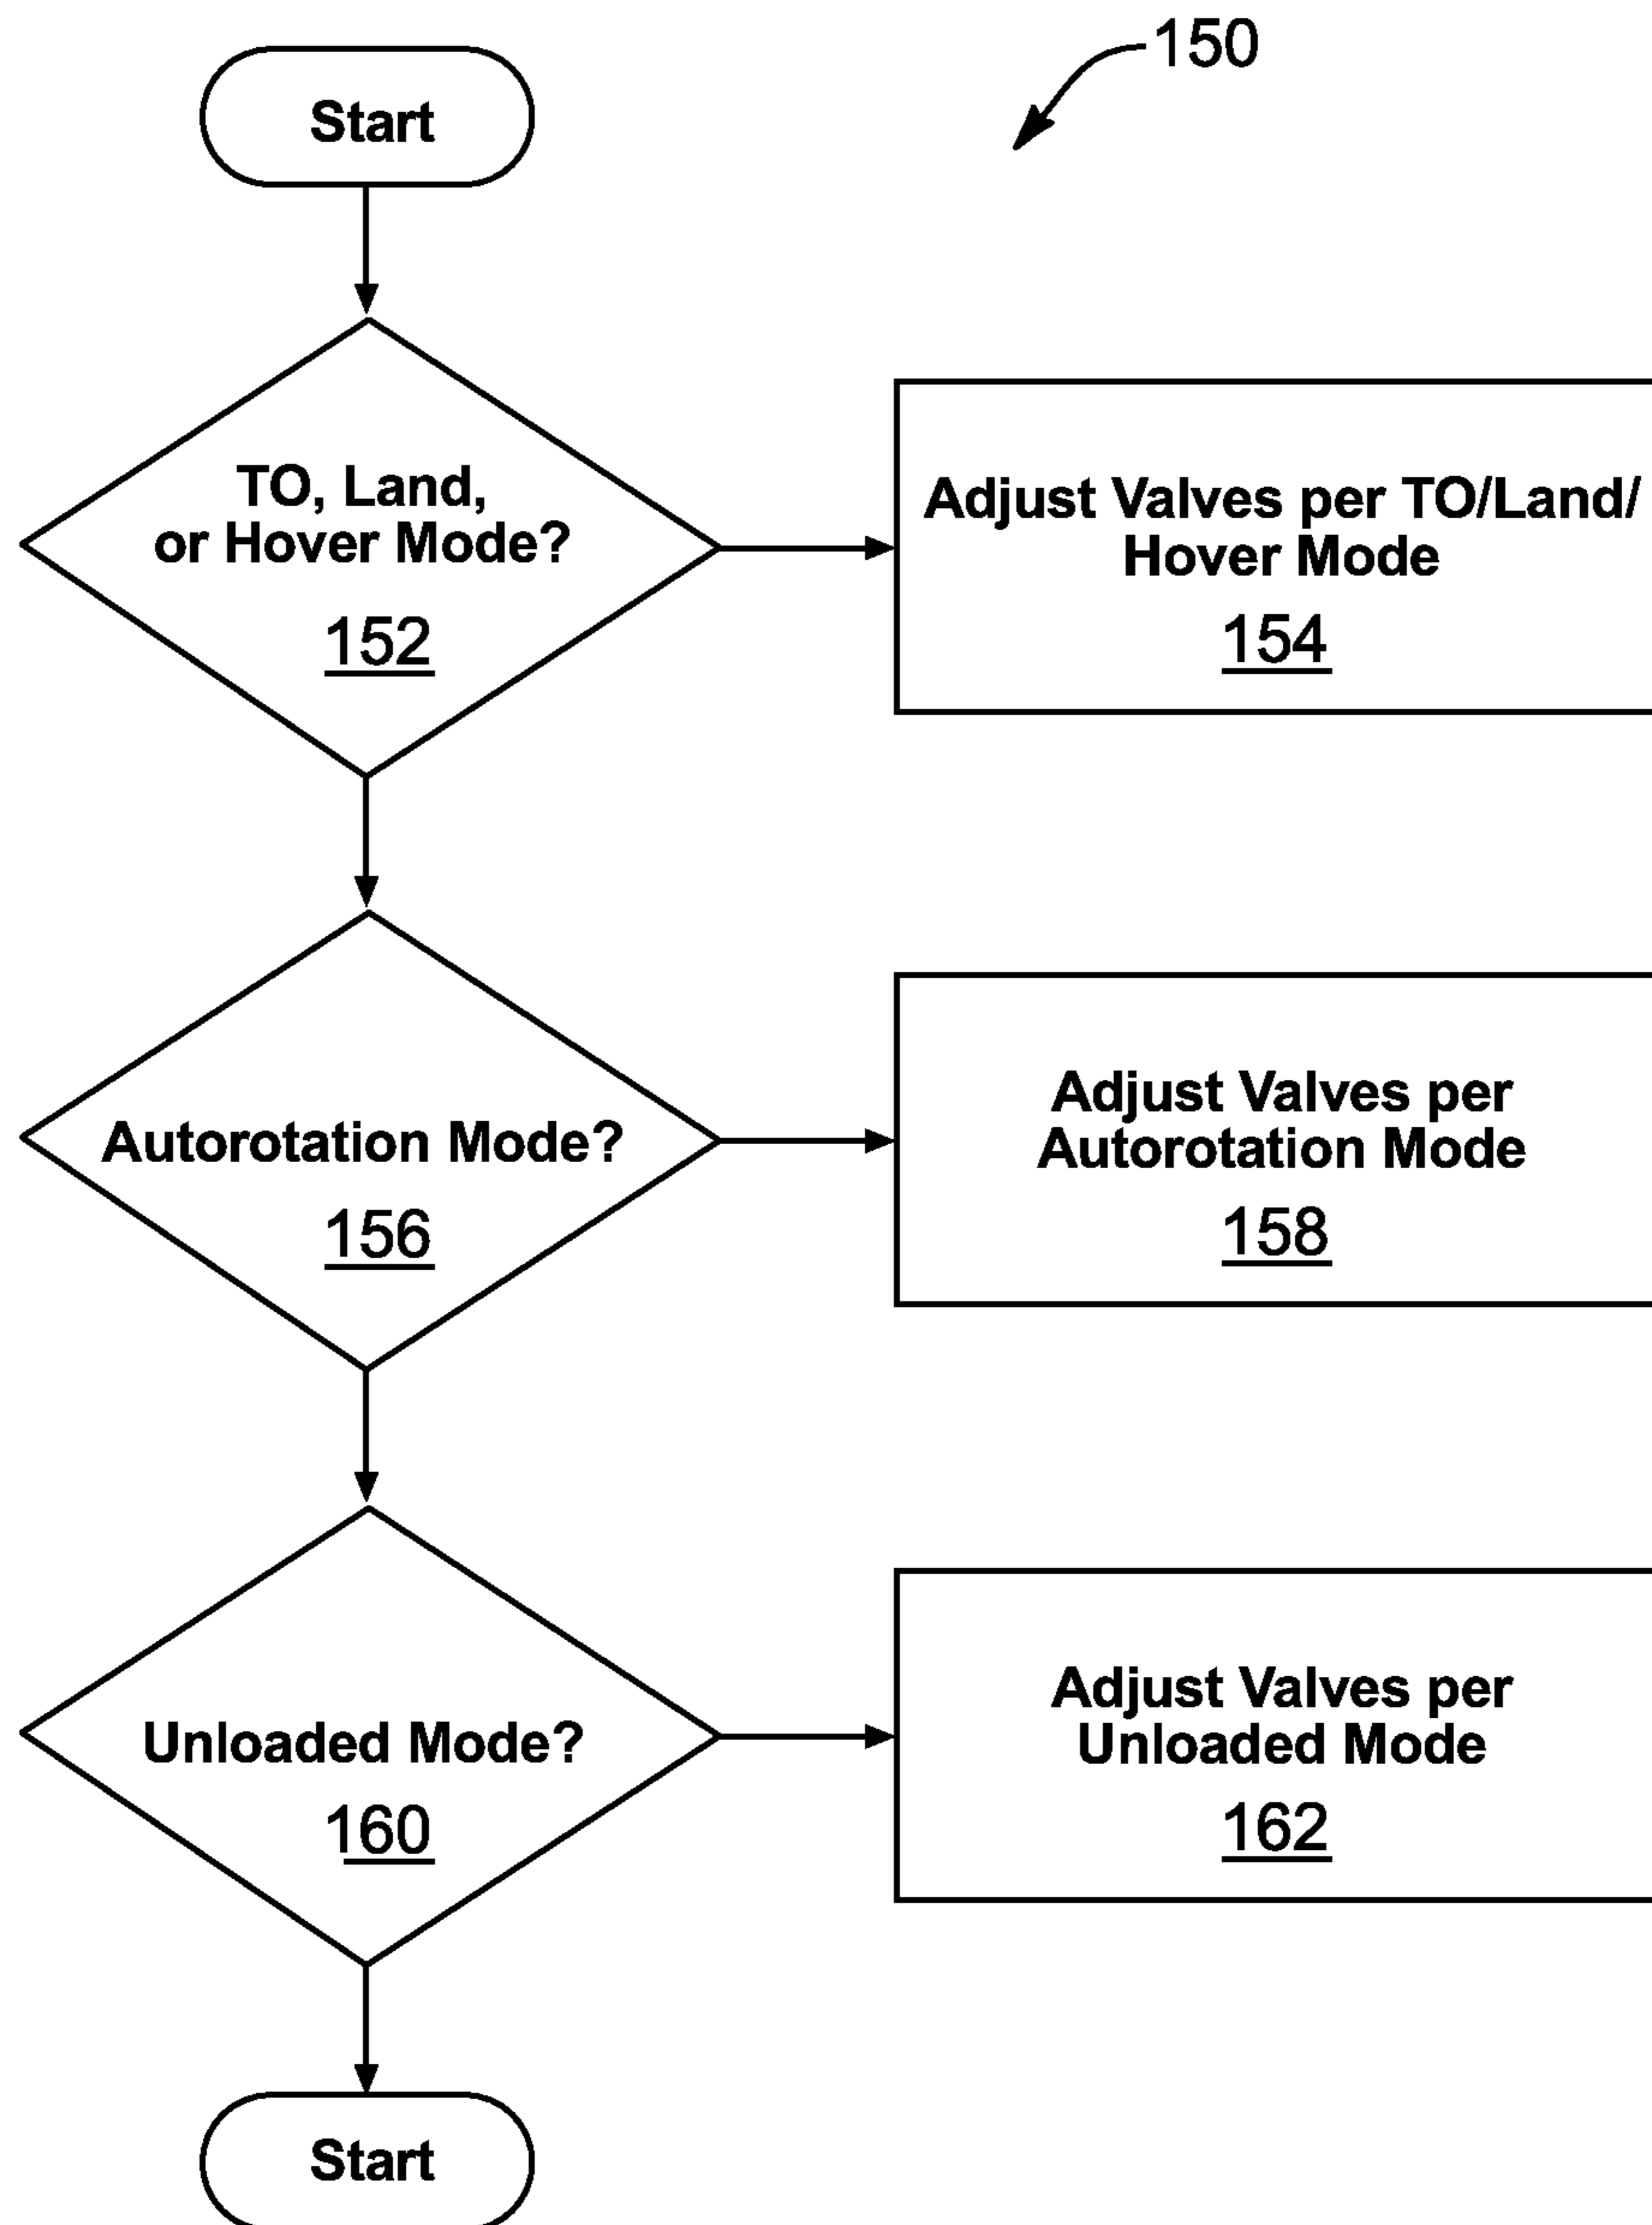 150
Start
TO, Land,
or Hover Mode?
152
Adjust Valves per TO/Land/
Hover Mode
154
Autorotation Mode?
156
Adjust Valves per
Autorotation Mode
158
Unloaded Mode?
160
Adjust Valves per
Unloaded Mode
162
Start